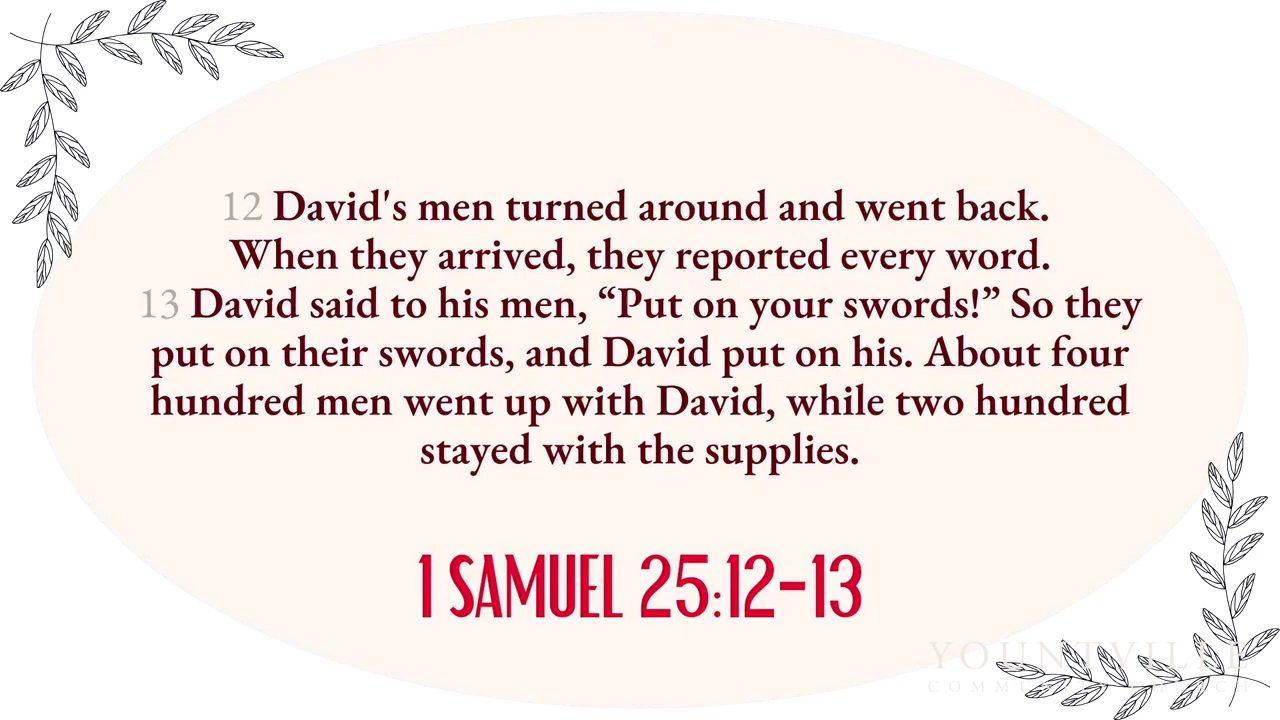 12 David's men turned around and went back.
When they arrived, they reported every word.
13 David said to his men, “Put on your swords!” So they
put on their swords, and David put on his. About four
hundred men went up with David, while two hundred
stayed with the supplies.
1 SAMUEL 25:12-13
YOUNTVILLE